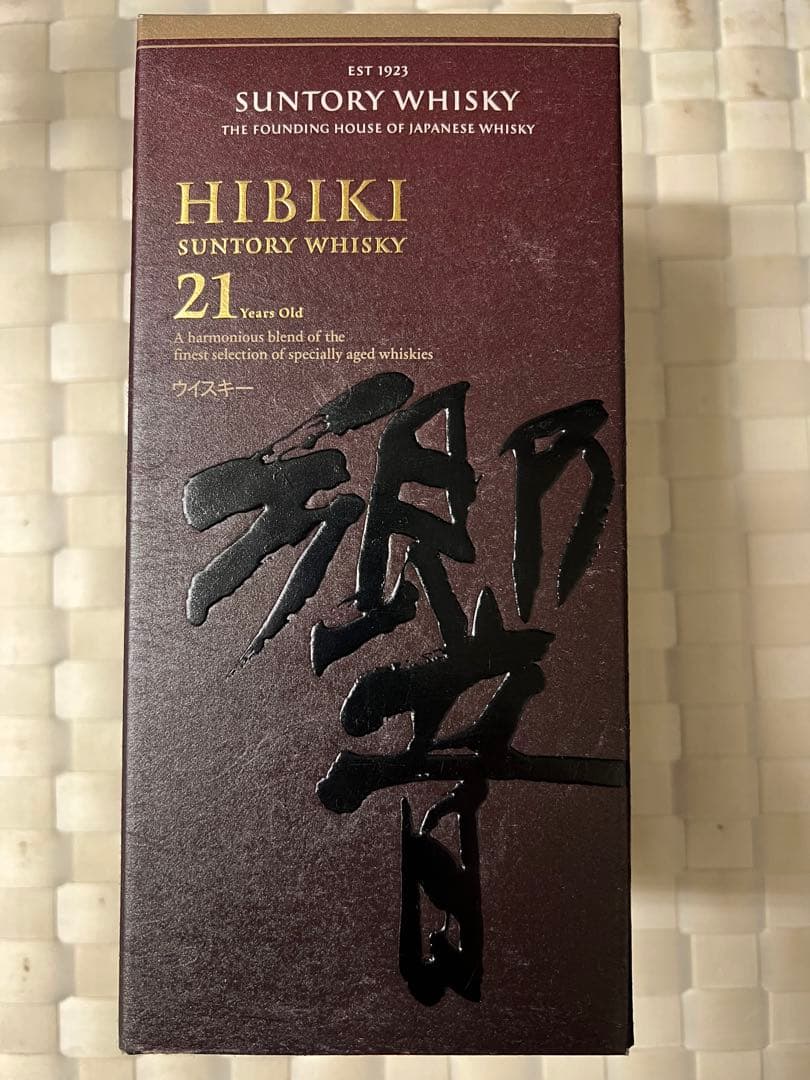 EST 1923
SUNTORY WHISKY
THE FOUNDING HOUSE OF JAPANESE WHISKY
HIBIKI
SUNTORY WHISKY
21 Years Old
A harmonious blend of the
finest selection of specially aged whiskies
ウイスキー
響